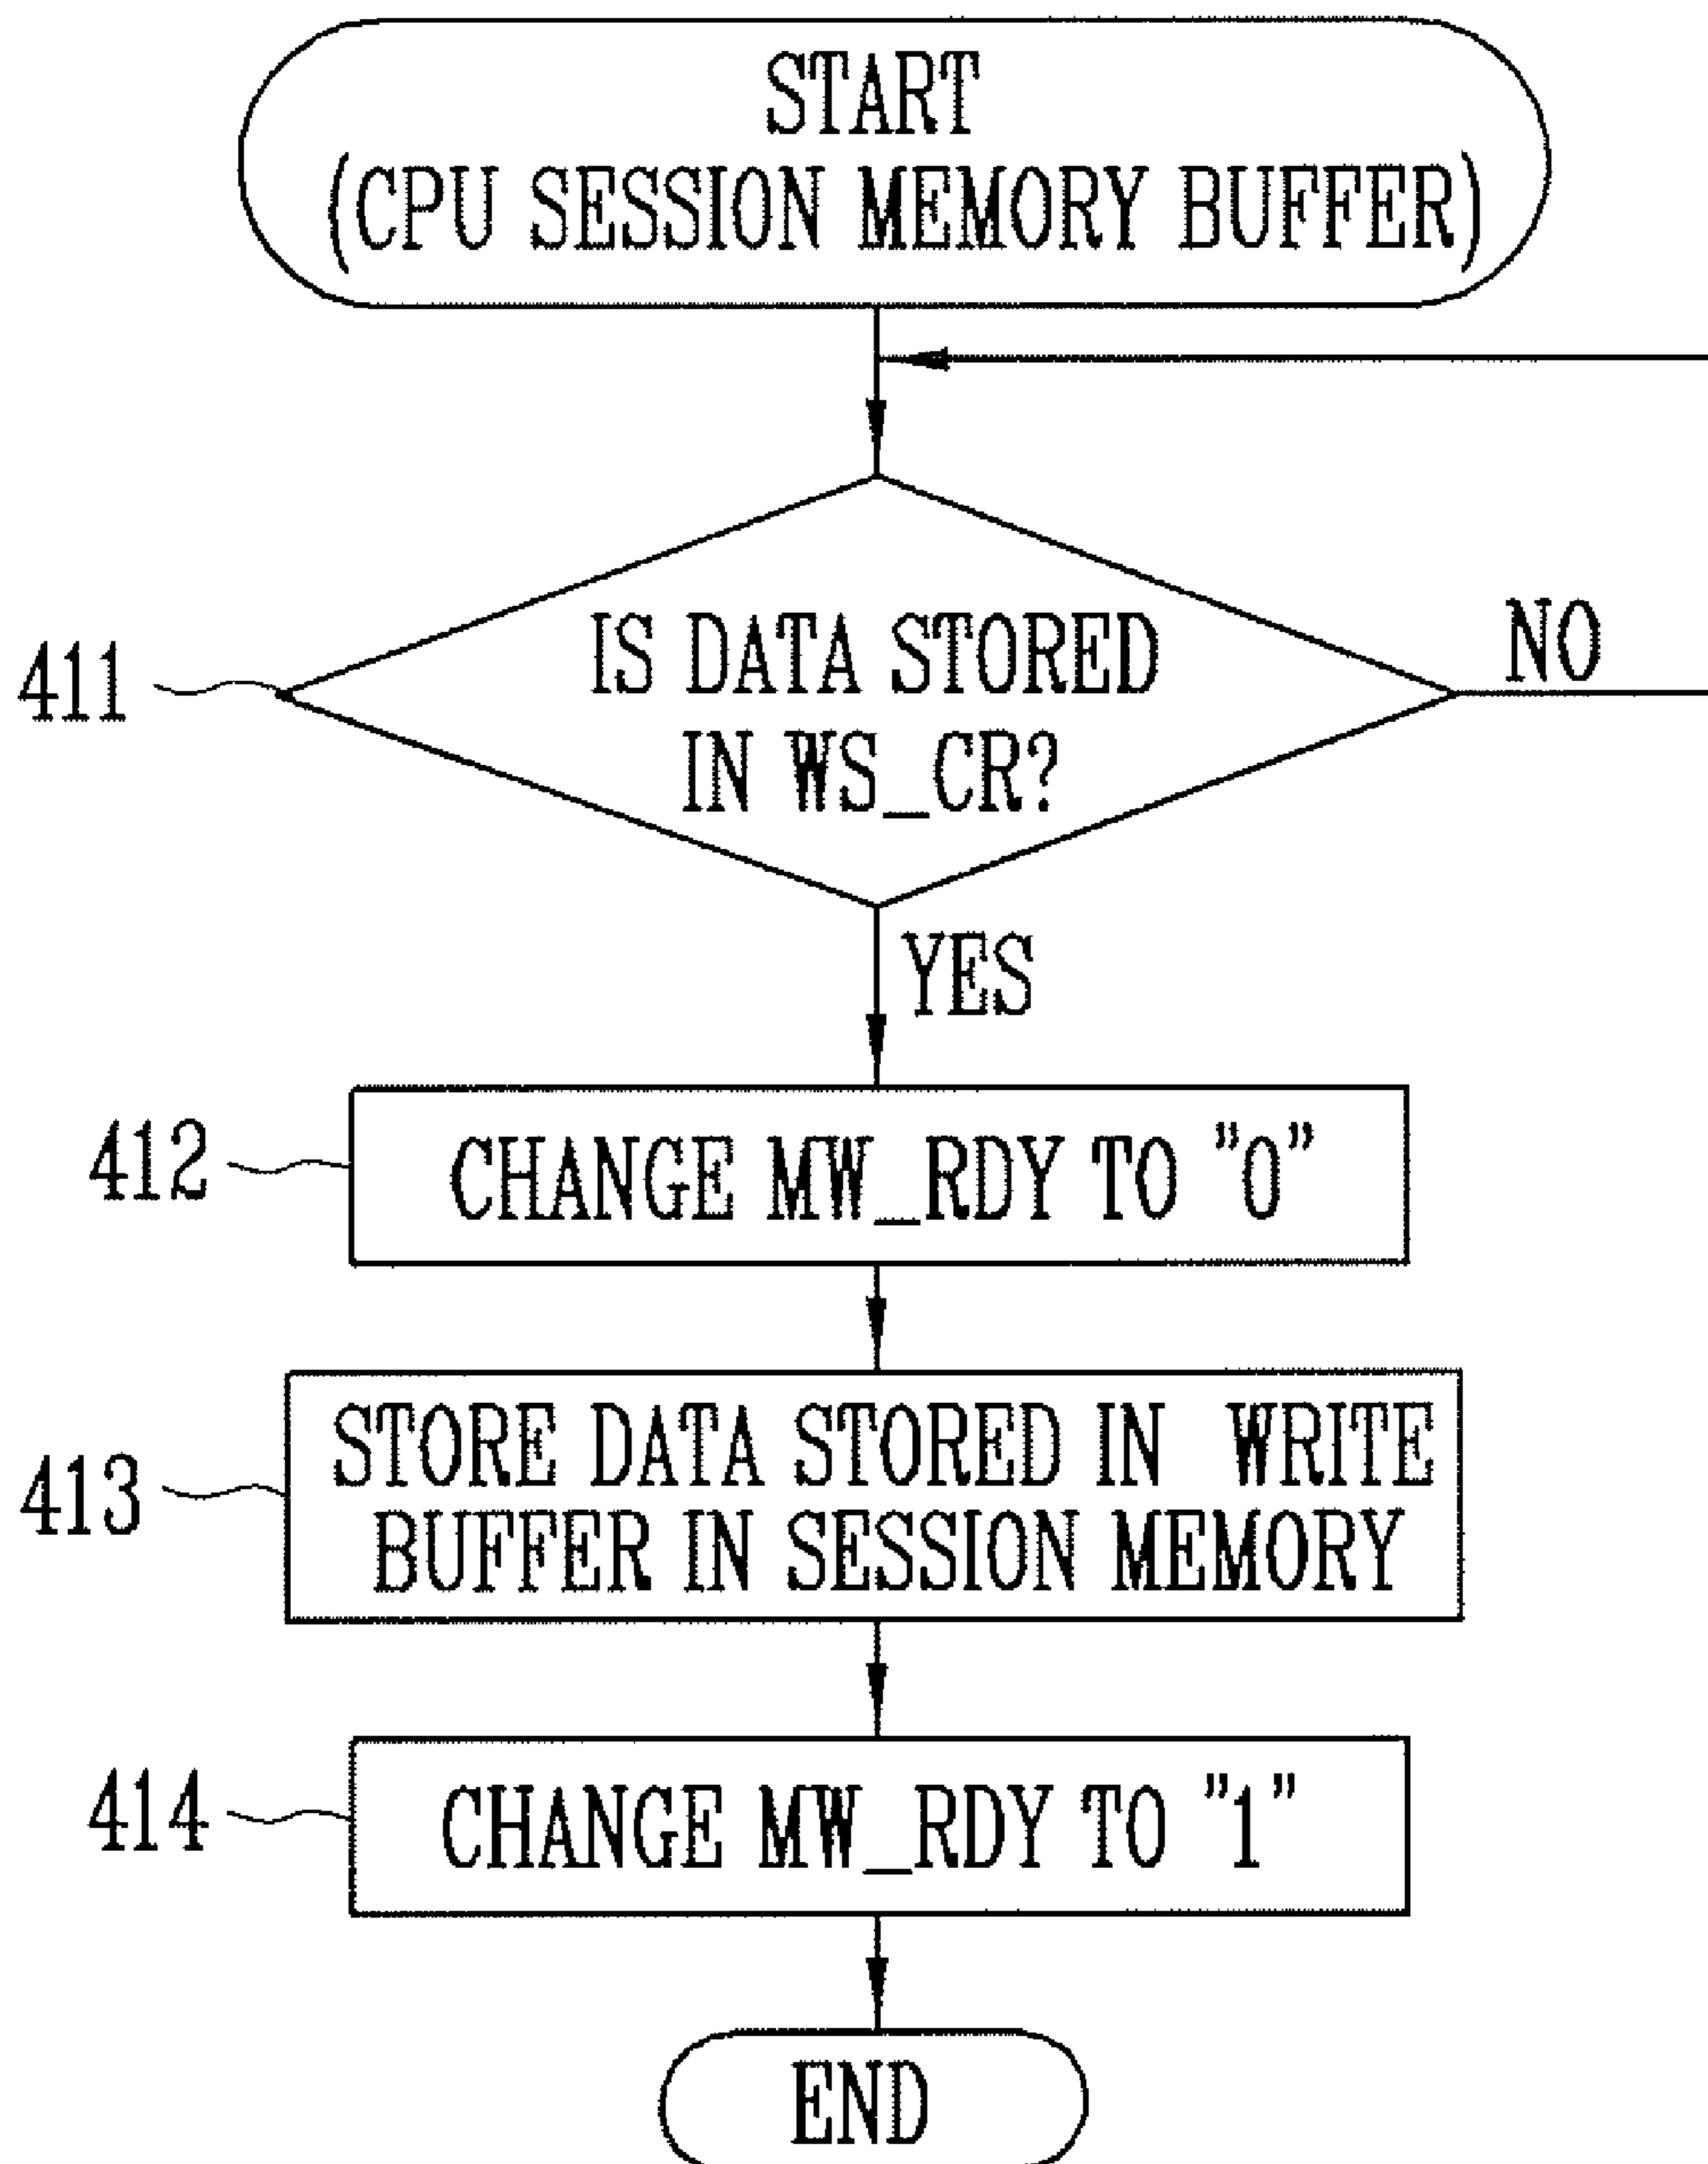 START
(CPU SESSION MEMORY BUFFER)
411
IS DATA STORED
IN WS_CR?
NO
YES
412
CHANGE MW_RDY TO "0"
413
STORE DATA STORED IN WRITE
BUFFER IN SESSION MEMORY
414
CHANGE MW_RDY TO "1"
END